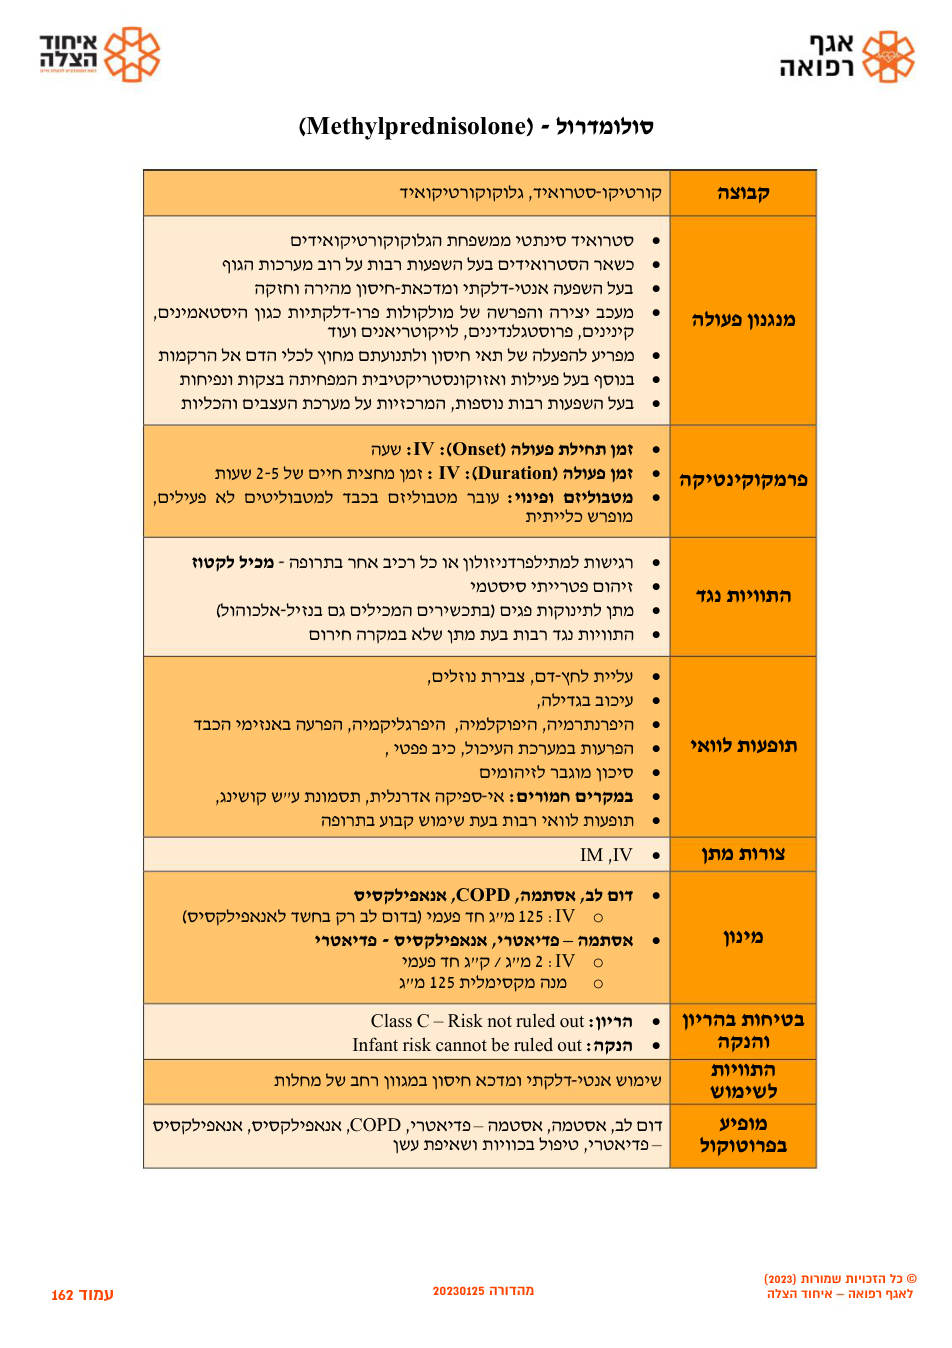 איחוד
הצלה
אגף
רפואה
סולומדרול - (Methylprednisolone)
קבוצה
קורטיקו-סטרואיד, גלוקוקורטיקואיד
מנגנון פעולה
• סטרואיד סינתטי ממשפחת הגלוקוקורטיקואידים
• כשאר הסטרואידים בעל השפעות רבות על רוב מערכות הגוף
• בעל השפעה אנטי-דלקתי ומדכאת-חיסון מהירה וחזקה
• מעכב יצירה והפרשה של מולקולות פרו-דלקתיות כגון היסטאמינים,
קינינים, פרוסטגלנדינים, לויקוטריאנים ועוד
• מפריע להפעלה של תאי חיסון ולתנועתם מחוץ לכלי הדם אל הרקמות
• בנוסף בעל פעילות ואזוקונסטריקטיבית המפחיתה בצקות ונפיחות
• בעל השפעות רבות נוספות, המרכזיות על מערכת העצבים והכליות
פרמקוקינטיקה
• זמן תחילת פעולה (Onset): IV: שעה
• זמן פעולה (Duration): IV : זמן מחצית חיים של 2-5 שעות
• מטבוליזם ופינוי: עובר מטבוליזם בכבד למטבוליטים לא פעילים,
מופרש כלייתית
התוויות נגד
• רגישות למתילפרדניזולון או כל רכיב אחר בתרופה - מכיל לקטוז
• זיהום פטרייתי סיסטמי
• מתן לתינוקות פגים (בתכשירים המכילים גם בנזיל-אלכוהול)
• התוויות נגד רבות בעת מתן שלא במקרה חירום
תופעות לוואי
• עליית לחץ-דם, צבירת נוזלים,
• עיכוב בגדילה,
• היפרנתרמיה, היפוקלמיה, היפרגליקמיה, הפרעה באנזימי הכבד
• הפרעות במערכת העיכול, כיב פפטי ,
• סיכון מוגבר לזיהומים
• במקרים חמורים: אי-ספיקה אדרנלית, תסמונת ע״ש קושינג,
• תופעות לוואי רבות בעת שימוש קבוע בתרופה
צורות מתן
• IM ,IV
מינון
• דום לב, אסתמה, COPD, אנאפילקסיס
o IV: 125 מ״ג חד פעמי (בדום לב רק בחשד לאנאפילקסיס)
• אסתמה – פדיאטרי, אנאפילקסיס - פדיאטרי
o IV: 2 מ״ג / ק״ג חד פעמי
o מנה מקסימלית 125 מ״ג
בטיחות בהריון
והנקה
• הריון: Class C – Risk not ruled out
• הנקה: Infant risk cannot be ruled out
התוויות
לשימוש
שימוש אנטי-דלקתי ומדכא חיסון במגוון רחב של מחלות
מופיע
בפרוטוקול
דום לב, אסטמה, אסטמה – פדיאטרי, COPD, אנאפילקסיס, אנאפילקסיס
– פדיאטרי, טיפול בכוויות ושאיפת עשן
© כל הזכויות שמורות (2023)
לאגף רפואה – איחוד הצלה
מהדורה 20230125
עמוד 162